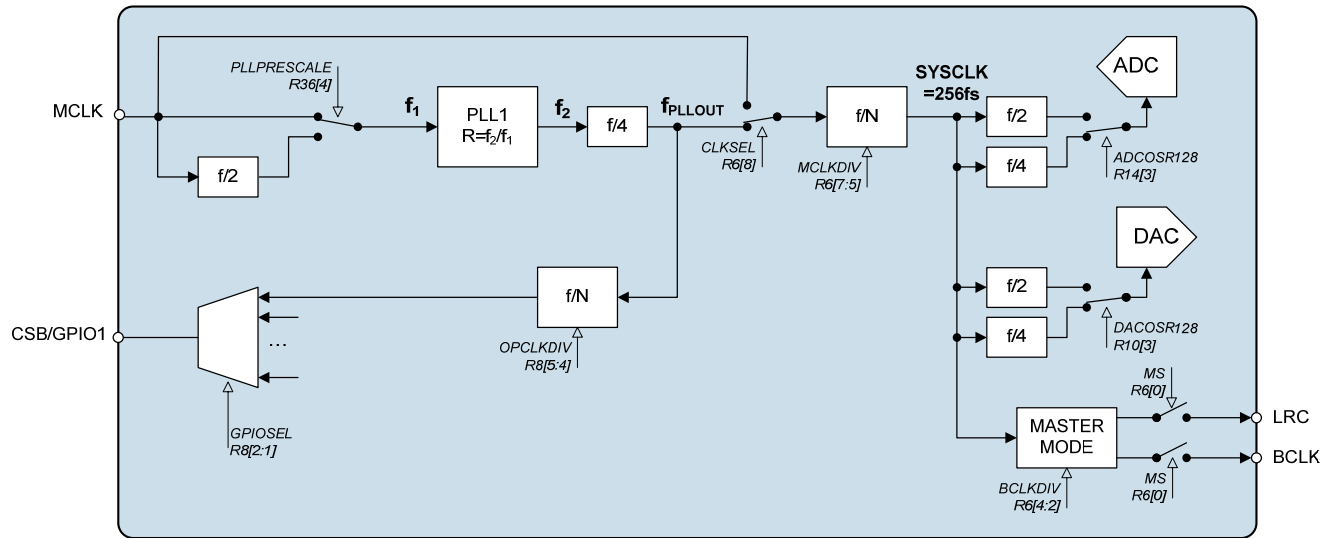 PLLPRESCALE
R36[4]
MCLK
f/2
f1
PLL1
R=f2/f1
f2
f/4
fPLLOUT
CLKSEL
R6[8]
f/N
MCLKDIV
R6[7:5]
SYSCLK
=256fs
f/2
f/4
ADC
ADCOSR128
R14[3]
DAC
f/2
f/4
DACOSR128
R10[3]
CSB/GPIO1
...
GPIOSEL
R8[2:1]
f/N
OPCLKDIV
R8[5:4]
MASTER
MODE
BCLKDIV
R6[4:2]
MS
R6[0]
LRC
BCLK
MS
R6[0]